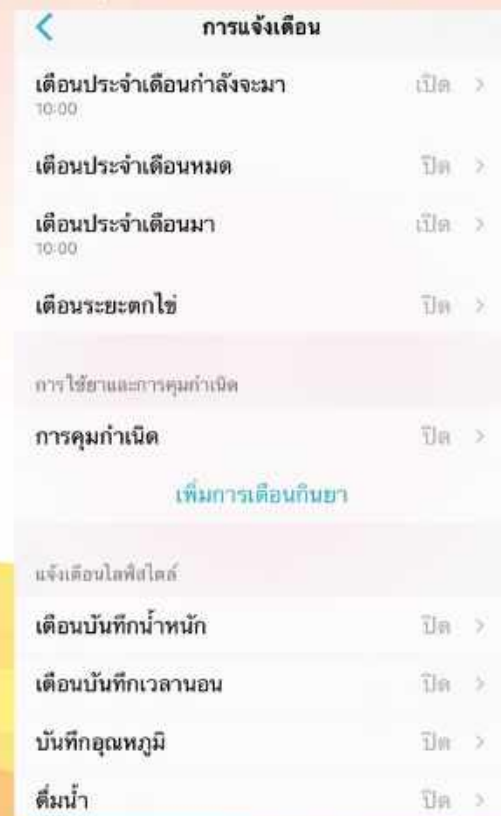 การแจ้งเตือน
เตือนประจำเดือนกำลังจะมา เปิด
10:00
เตือนประจำเดือนหมด ปิด
เตือนประจำเดือนมา เปิด
10:00
เตือนระยะตกไข่ ปิด
การใช้ยาและการคุมกำเนิด
การคุมกำเนิด ปิด
เพิ่มการเตือนกินยา
แจ้งเตือนไลฟ์สไตล์
เตือนบันทึกน้ำหนัก ปิด
เตือนบันทึกเวลานอน ปิด
บันทึกอุณหภูมิ ปิด
ดื่มน้ำ ปิด